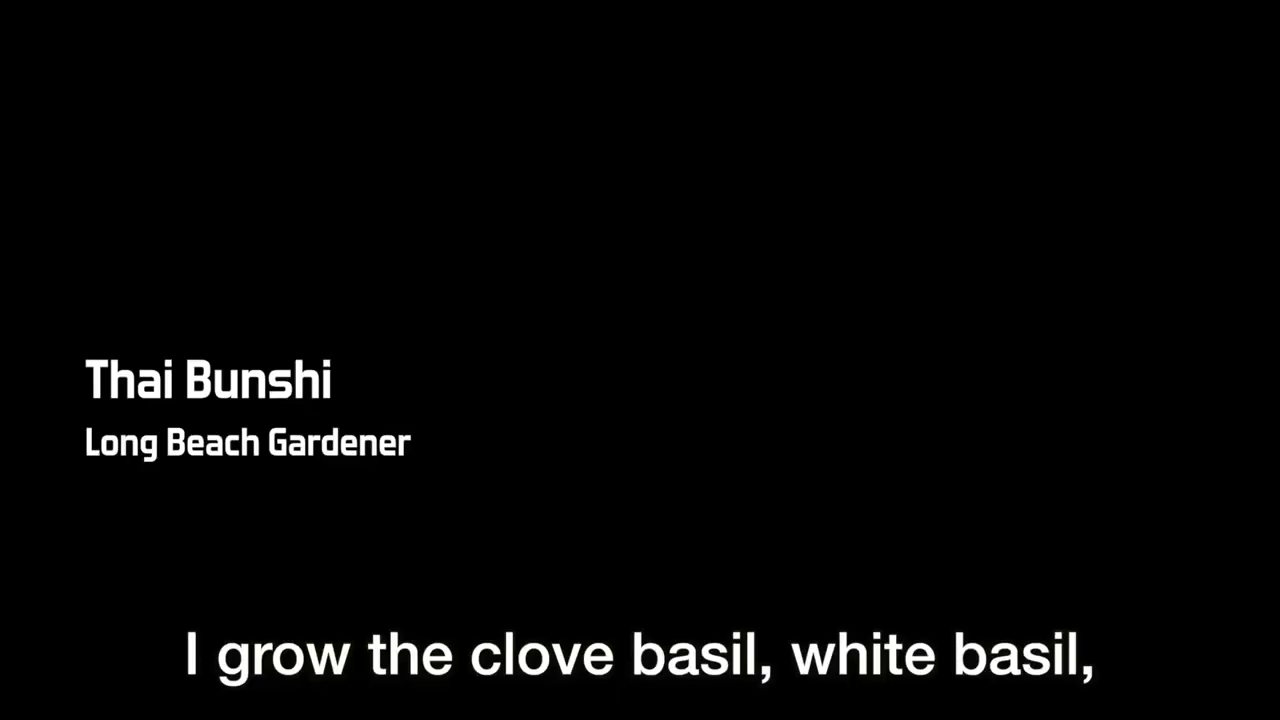 Thai Bunshi
Long Beach Gardener
I grow the clove basil, white basil,